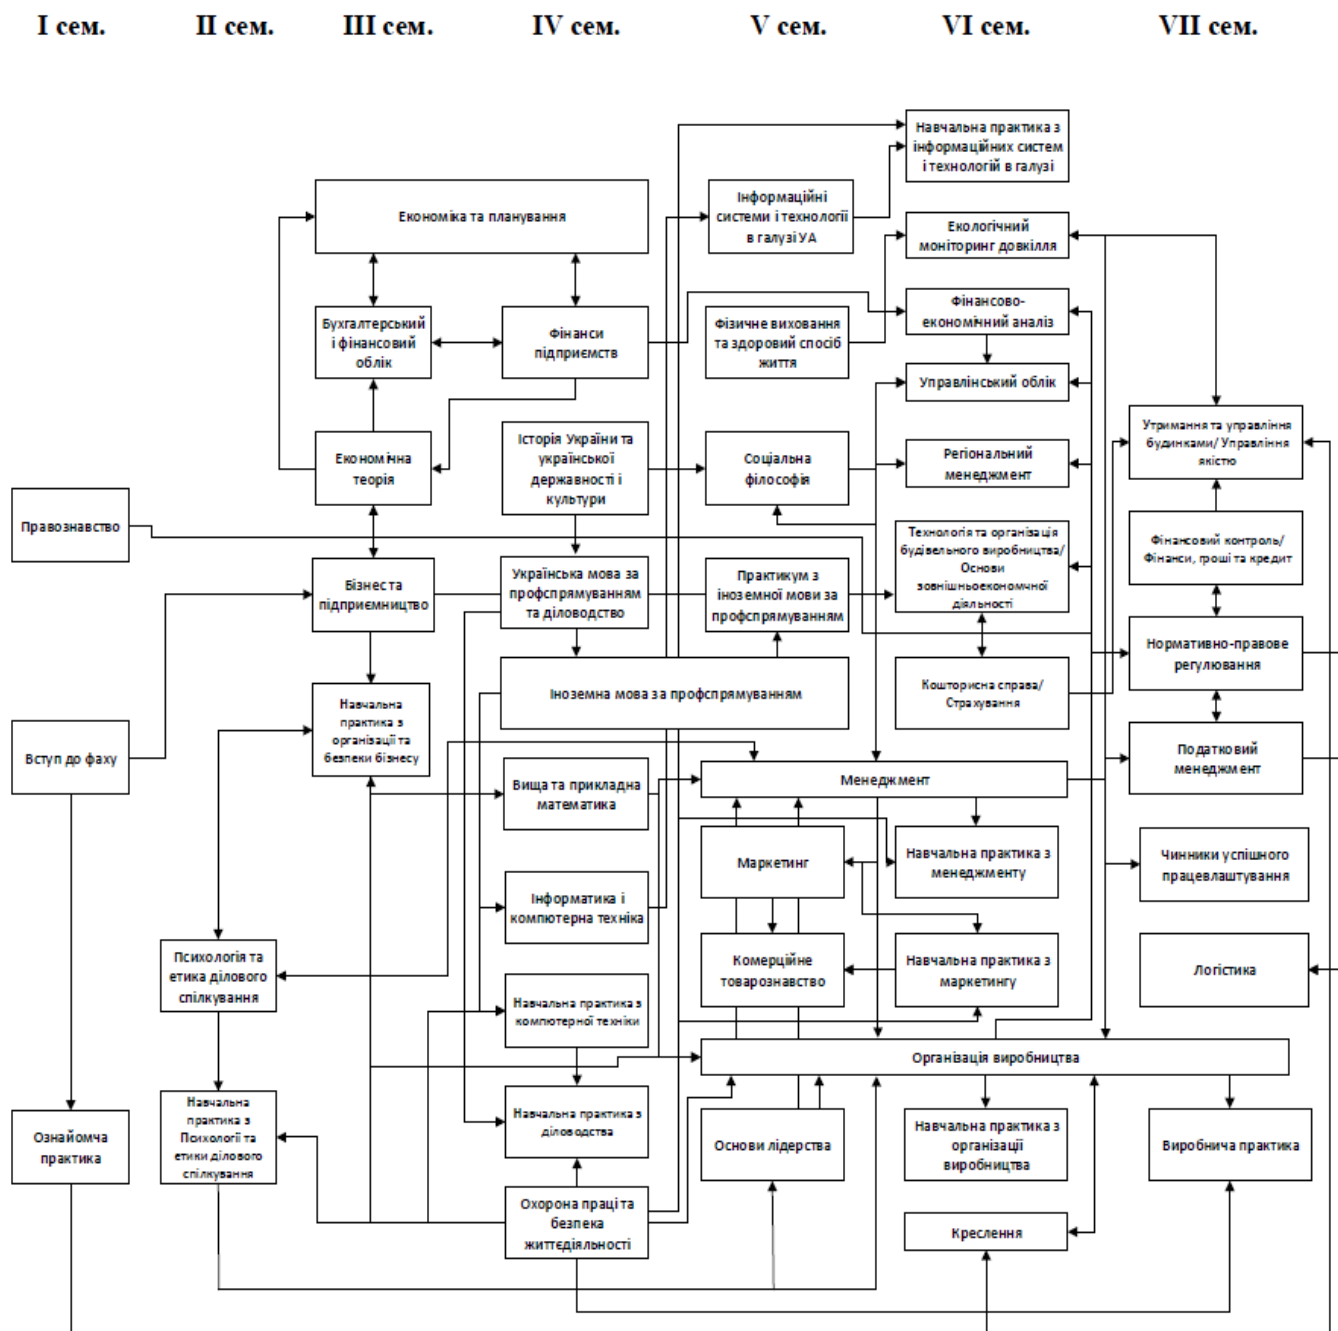 I сем.
II сем.
III сем.
IV сем.
V сем.
VI сем.
VII сем.
Правознавство
Вступ до фаху
Ознайомча
практика
Психологія та
етика ділового
спілкування
Навчальна
практика з
Психології та
етики ділового
спілкування
Економіка та планування
Бухгалтерський
і фінансовий
облік
Економічна
теорія
Бізнес та
підприємництво
Навчальна
практика з
організації та
безпеки бізнесу
Фінанси
підприємств
Історія України та
української
державності і
культури
Українська мова за
профспрямуванням
та діловодство
Іноземна мова за профспрямуванням
Вища та прикладна
математика
Інформатика і
компютерна техніка
Навчальна практика з
компютерної техніки
Навчальна практика з
діловодства
Охорона праці та
безпека
життєдіяльності
Інформаційні
системи і технології
в галузі УА
Фізичне виховання
та здоровий спосіб
життя
Соціальна
філософія
Практикум з
іноземної мови за
профспрямуванням
Менеджмент
Маркетинг
Комерційне
товарознавство
Організація виробництва
Основи лідерства
Навчальна практика з
інформаційних систем
і технологій в галузі
Екологічний
моніторинг довкілля
Фінансово-
економічний аналіз
Управлінський облік
Регіональний
менеджмент
Технологія та організація
будівельного виробництва/
Основи
зовнішньоекономчної
діяльності
Кошторисна справа/
Страхування
Навчальна практика з
менеджменту
Навчальна практика з
маркетингу
Навчальна практика з
організації
виробництва
Креслення
Утримання та управління
будинками/ Управління
якістю
Фінансовий контроль/
Фінанси, гроші та кредит
Нормативно-правове
регулювання
Податковий
менеджмент
Чинники успішного
працевлаштування
Логістика
Виробнича практика